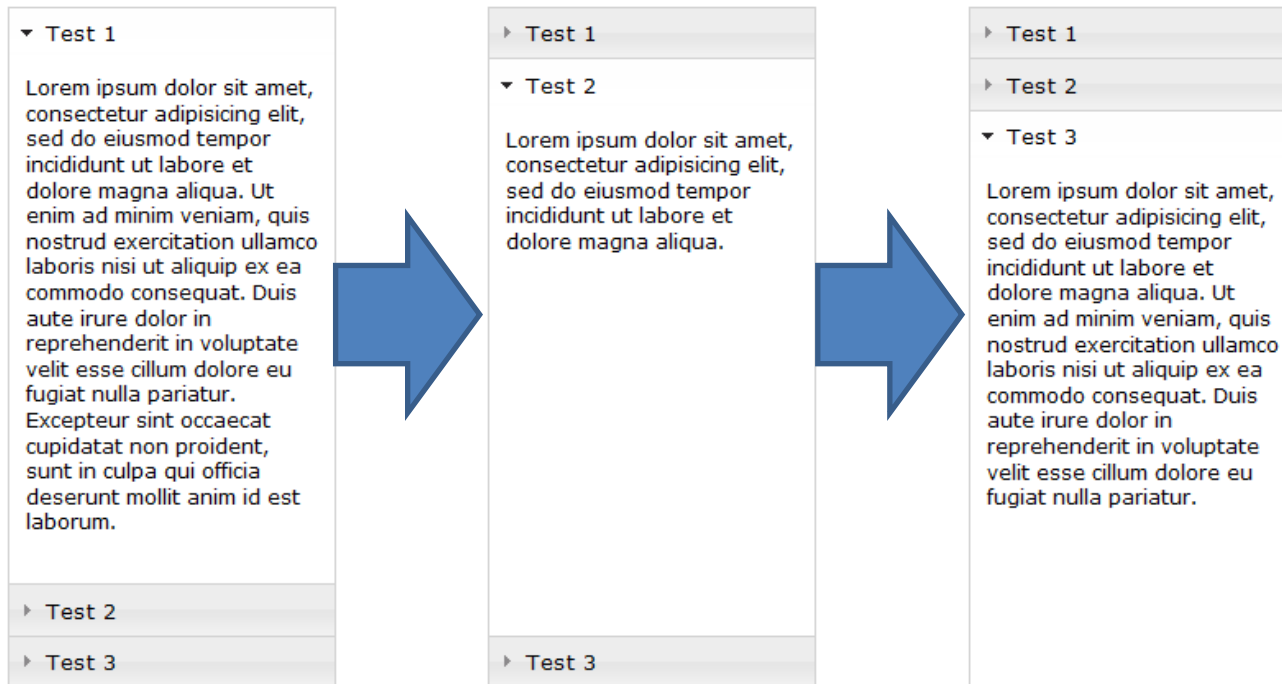 Test 1
Lorem ipsum dolor sit amet,
consectetur adipisicing elit,
sed do eiusmod tempor
incididunt ut labore et
dolore magna aliqua. Ut
enim ad minim veniam, quis
nostrud exercitation ullamco
laboris nisi ut aliquip ex ea
commodo consequat. Duis
aute irure dolor in
reprehenderit in voluptate
velit esse cillum dolore eu
fugiat nulla pariatur.
Excepteur sint occaecat
cupidatat non proident,
sunt in culpa qui officia
deserunt mollit anim id est
laborum.
Test 2
Test 3
Test 1
Test 2
Lorem ipsum dolor sit amet,
consectetur adipisicing elit,
sed do eiusmod tempor
incididunt ut labore et
dolore magna aliqua.
Test 3
Test 1
Test 2
Test 3
Lorem ipsum dolor sit amet,
consectetur adipisicing elit,
sed do eiusmod tempor
incididunt ut labore et
dolore magna aliqua. Ut
enim ad minim veniam, quis
nostrud exercitation ullamco
laboris nisi ut aliquip ex ea
commodo consequat. Duis
aute irure dolor in
reprehenderit in voluptate
velit esse cillum dolore eu
fugiat nulla pariatur.